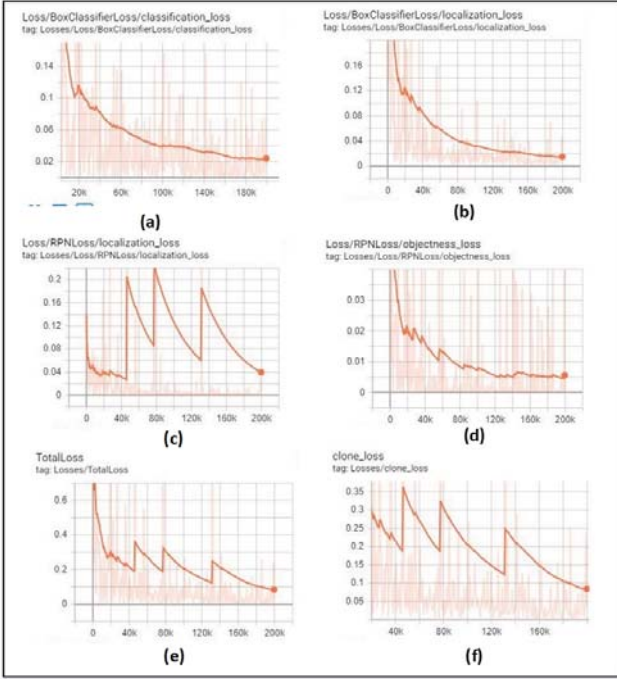 Loss/BoxClassifierLoss/classification_loss
tag: Losses/Loss/BoxClassifierLoss/classification_loss
0.14
0.1
0.06
0.02
20k 60k 100k 140k 180k
(a)
Loss/BoxClassifierLoss/localization_loss
tag: Losses/Loss/BoxClassifierLoss/localization_loss
0.2
0.16
0.12
0.08
0.04
0
0 40k 80k 120k 160k 200k
(b)
Loss/RPNLoss/localization_loss
tag: Losses/Loss/RPNLoss/localization_loss
0.2
0.16
0.12
0.08
0.04
0
0 40k 80k 120k 160k 200k
(c)
Loss/RPNLoss/objectness_loss
tag: Losses/Loss/RPNLoss/objectness_loss
0.03
0.02
0.01
0
0 40k 80k 120k 160k 200k
(d)
TotalLoss
tag: Losses/TotalLoss
0.6
0.4
0.2
0
0 40k 80k 120k 160k 200k
(e)
clone_loss
tag: Losses/clone_loss
0.35
0.3
0.25
0.2
0.15
0.1
0.05
40k 80k 120k 160k
(f)